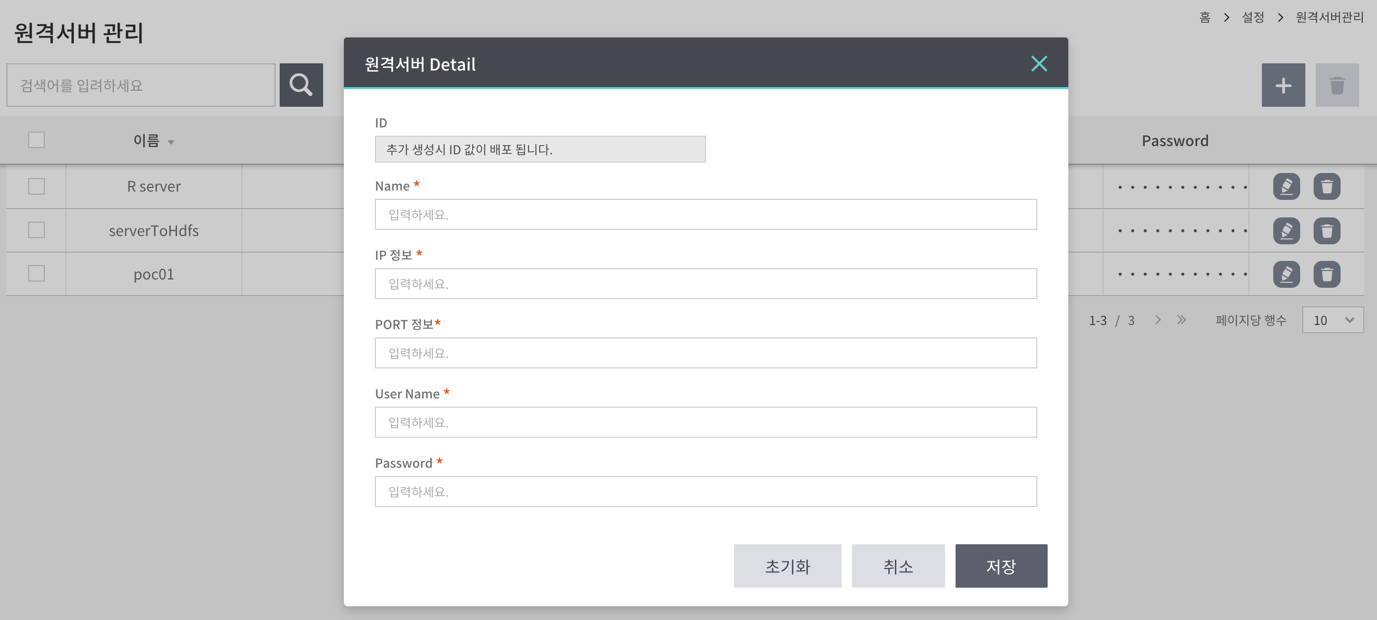 홈 > 설정 > 원격서버관리
원격서버 관리
검색어를 입력하세요
이름
Password
R server
serverToHdfs
poc01
1-3 / 3
페이지당 행수
10
원격서버 Detail
ID
추가 생성시 ID 값이 배포 됩니다.
Name *
입력하세요.
IP 정보 *
입력하세요.
PORT 정보*
입력하세요.
User Name *
입력하세요.
Password *
입력하세요.
초기화
취소
저장